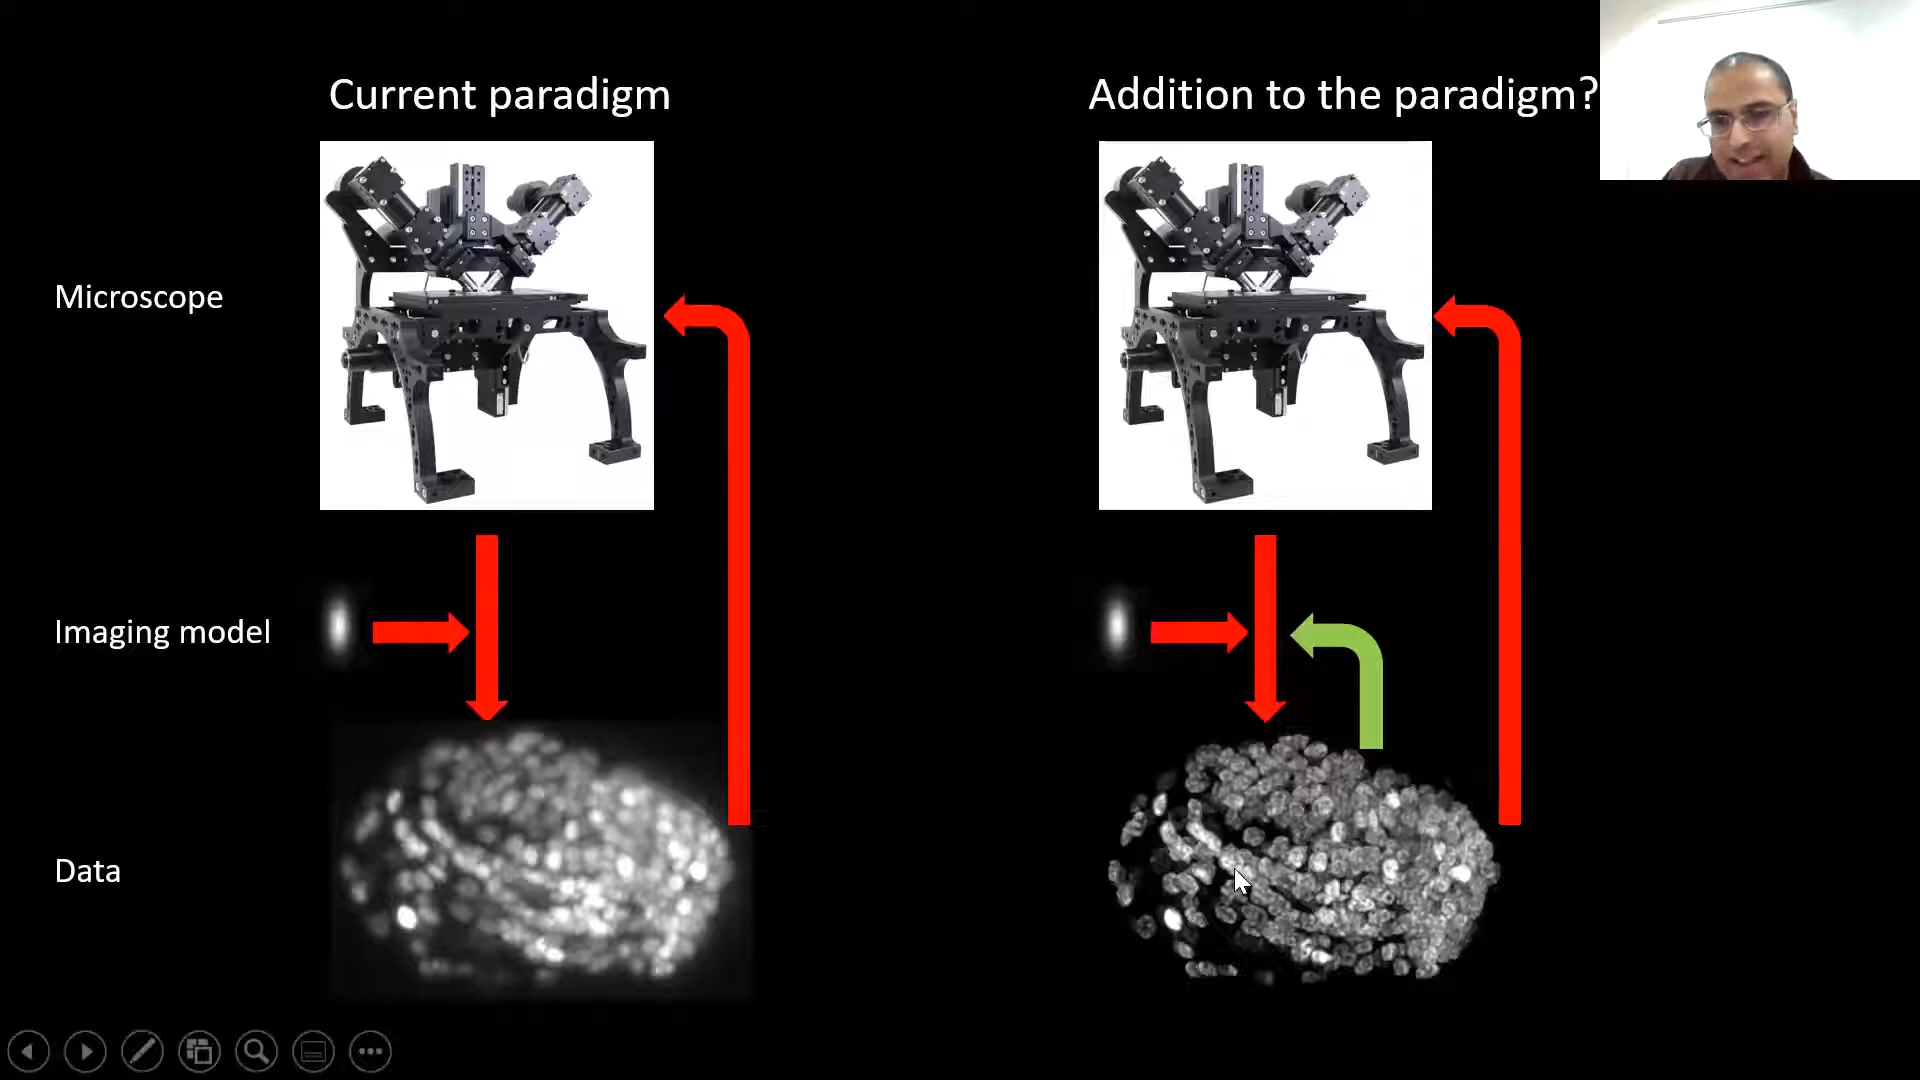 Current paradigm
Addition to the paradigm?
Microscope
Imaging model
Data